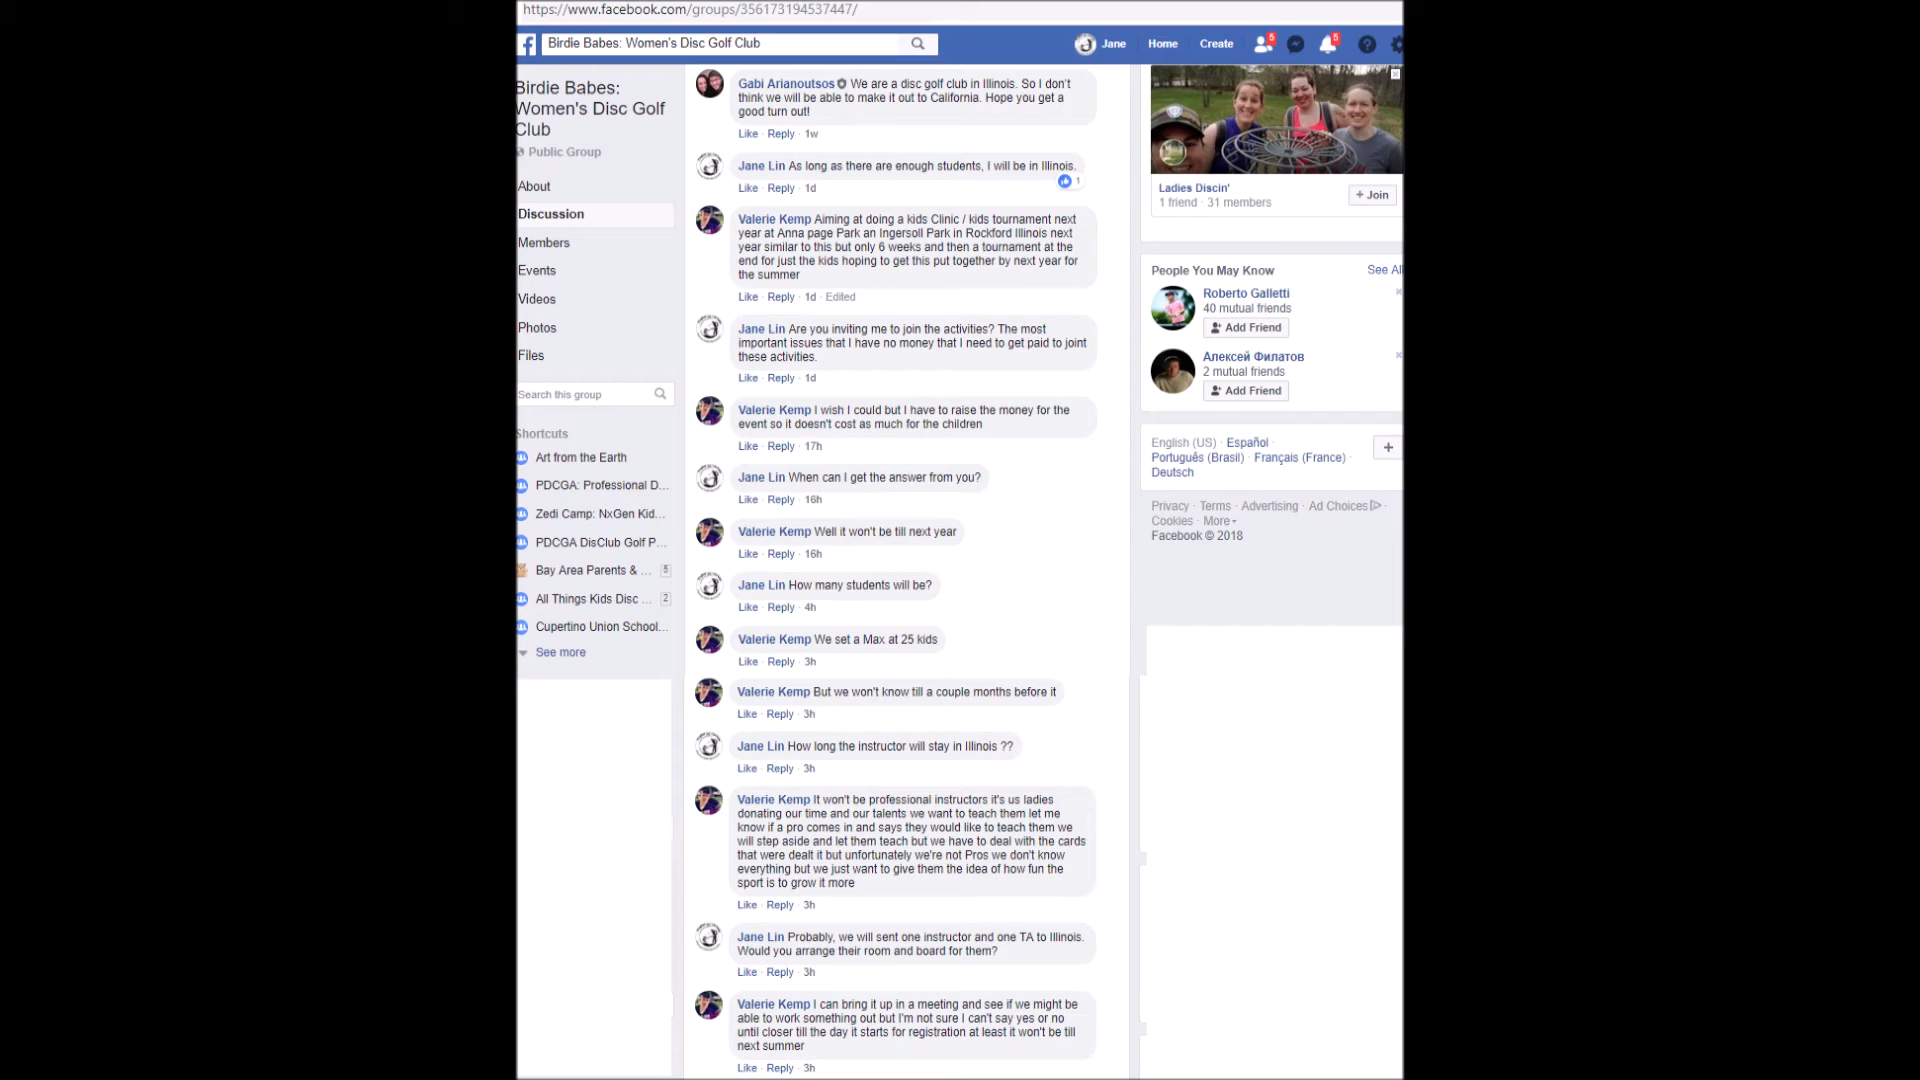 https://www.facebook.com/groups/356173194537447/
Birdie Babes: Women's Disc Golf Club
Jane
Home
Create
5
5
Birdie Babes:
Women's Disc Golf
Club
Public Group
About
Discussion
Members
Events
Videos
Photos
Files
Search this group
Shortcuts
Art from the Earth
PDCGA: Professional D...
Zedi Camp: NxGen Kid...
PDCGA DisClub Golf P...
Bay Area Parents & ... 5
All Things Kids Disc ... 2
Cupertino Union School...
See more
Gabi Arianoutsos We are a disc golf club in Illinois. So I don't
think we will be able to make it out to California. Hope you get a
good turn out!
Like · Reply · 1w
Jane Lin As long as there are enough students, I will be in Illinois.
1
Like · Reply · 1d
Valerie Kemp Aiming at doing a kids Clinic / kids tournament next
year at Anna page Park an Ingersoll Park in Rockford Illinois next
year similar to this but only 6 weeks and then a tournament at the
end for just the kids hoping to get this put together by next year for
the summer
Like · Reply · 1d · Edited
Jane Lin Are you inviting me to join the activities? The most
important issues that I have no money that I need to get paid to joint
these activities.
Like · Reply · 1d
Valerie Kemp I wish I could but I have to raise the money for the
event so it doesn't cost as much for the children
Like · Reply · 17h
Jane Lin When can I get the answer from you?
Like · Reply · 16h
Valerie Kemp Well it won't be till next year
Like · Reply · 16h
Jane Lin How many students will be?
Like · Reply · 4h
Valerie Kemp We set a Max at 25 kids
Like · Reply · 3h
Valerie Kemp But we won't know till a couple months before it
Like · Reply · 3h
Jane Lin How long the instructor will stay in Illinois ??
Like · Reply · 3h
Valerie Kemp It won't be professional instructors it's us ladies
donating our time and our talents we want to teach them let me
know if a pro comes in and says they would like to teach them we
will step aside and let them teach but we have to deal with the cards
that were dealt it but unfortunately we're not Pros we don't know
everything but we just want to give them the idea of how fun the
sport is to grow it more
Like · Reply · 3h
Jane Lin Probably, we will sent one instructor and one TA to Illinois.
Would you arrange their room and board for them?
Like · Reply · 3h
Valerie Kemp I can bring it up in a meeting and see if we might be
able to work something out but I'm not sure I can't say yes or no
until closer till the day it starts for registration at least it won't be till
next summer
Like · Reply · 3h
Ladies Discin'
1 friend · 31 members
+ Join
People You May Know
See All
Roberto Galletti
40 mutual friends
Add Friend
Алексей Филатов
2 mutual friends
Add Friend
English (US) · Español ·
Português (Brasil) · Français (France) ·
Deutsch
+
Privacy · Terms · Advertising · Ad Choices ·
Cookies · More
Facebook © 2018